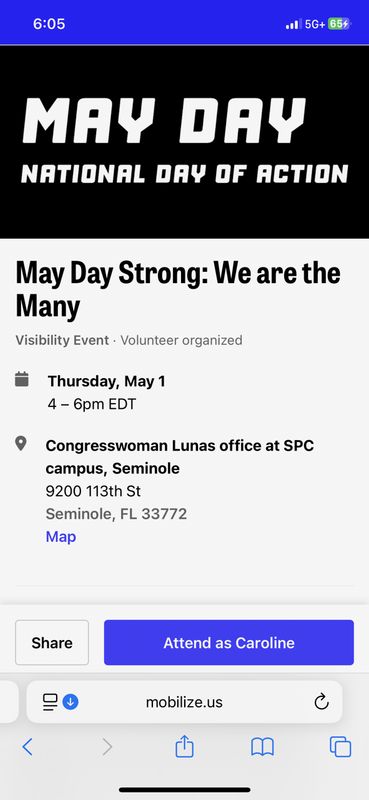 6:05
5G+ 65
MAY DAY
NATIONAL DAY OF ACTION
May Day Strong: We are the
Many
Visibility Event · Volunteer organized
Thursday, May 1
4 – 6pm EDT
Congresswoman Lunas office at SPC
campus, Seminole
9200 113th St
Seminole, FL 33772
Map
Share
Attend as Caroline
mobilize.us